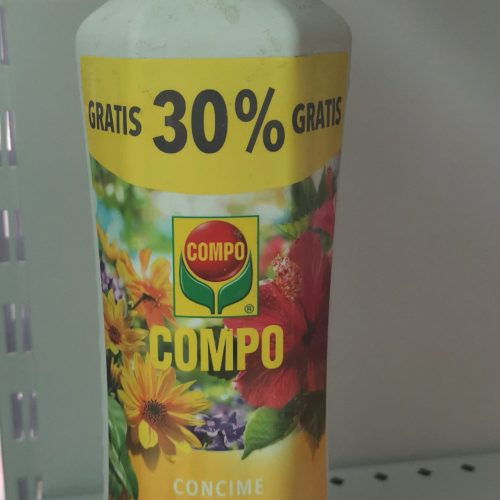 GRATIS 30% GRATIS
COMPO
®
COMPO
CONCIME